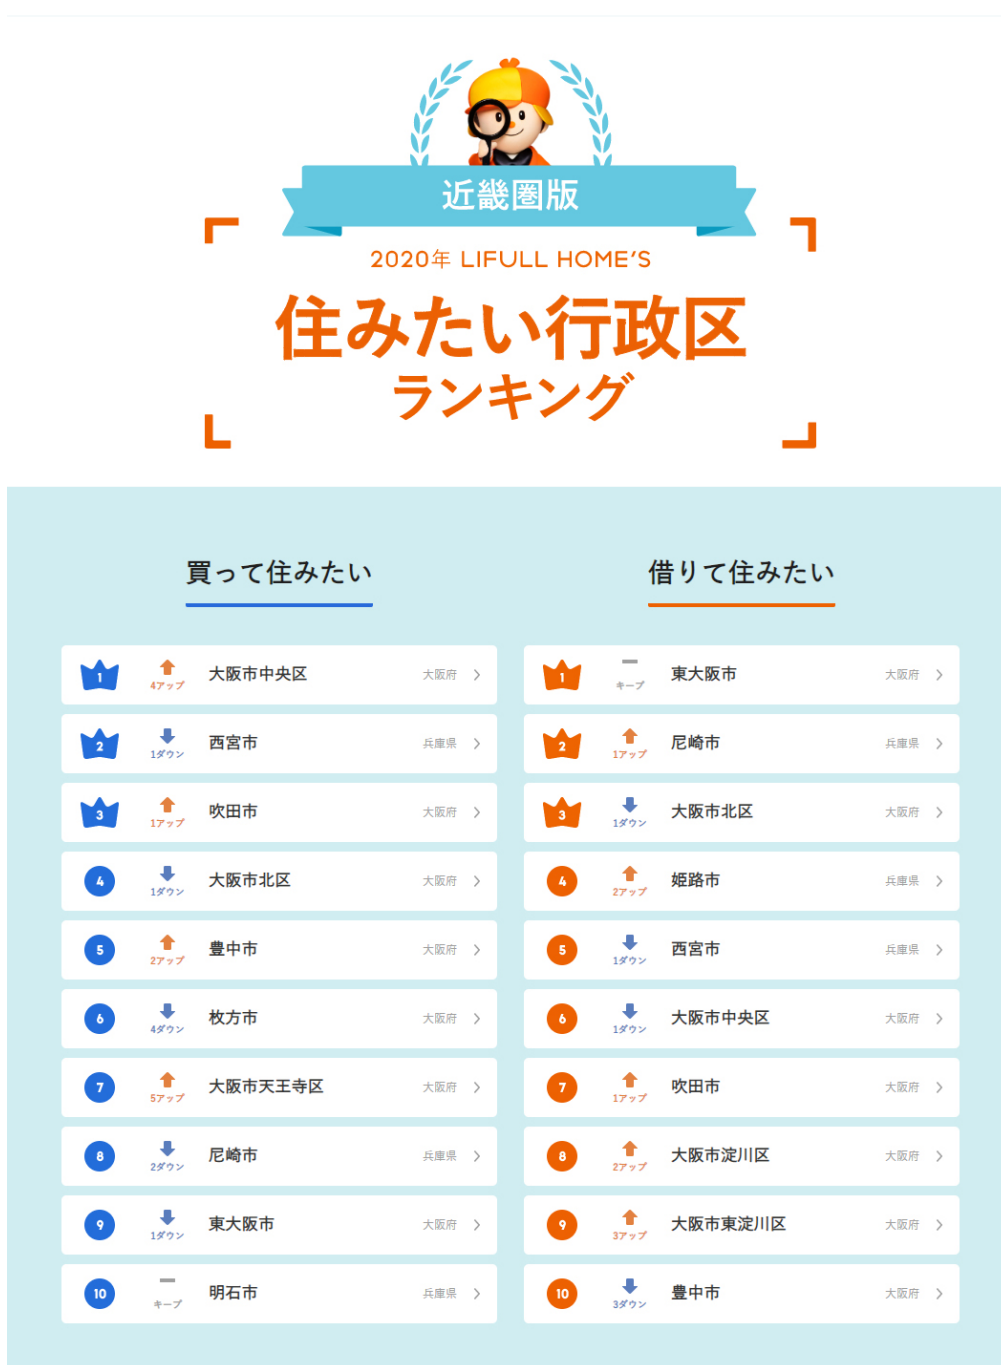 近畿圏版
2020年 LIFULL HOME'S
住みたい行政区
ランキング
買って住みたい
1 4アップ 大阪市中央区 大阪府
2 1ダウン 西宮市 兵庫県
3 1アップ 吹田市 大阪府
4 1ダウン 大阪市北区 大阪府
5 2アップ 豊中市 大阪府
6 4ダウン 枚方市 大阪府
7 5アップ 大阪市天王寺区 大阪府
8 2ダウン 尼崎市 兵庫県
9 1ダウン 東大阪市 大阪府
10 キープ 明石市 兵庫県
借りて住みたい
1 キープ 東大阪市 大阪府
2 1アップ 尼崎市 兵庫県
3 1ダウン 大阪市北区 大阪府
4 2アップ 姫路市 兵庫県
5 1ダウン 西宮市 兵庫県
6 1ダウン 大阪市中央区 大阪府
7 1アップ 吹田市 大阪府
8 2アップ 大阪市淀川区 大阪府
9 3アップ 大阪市東淀川区 大阪府
10 3ダウン 豊中市 大阪府